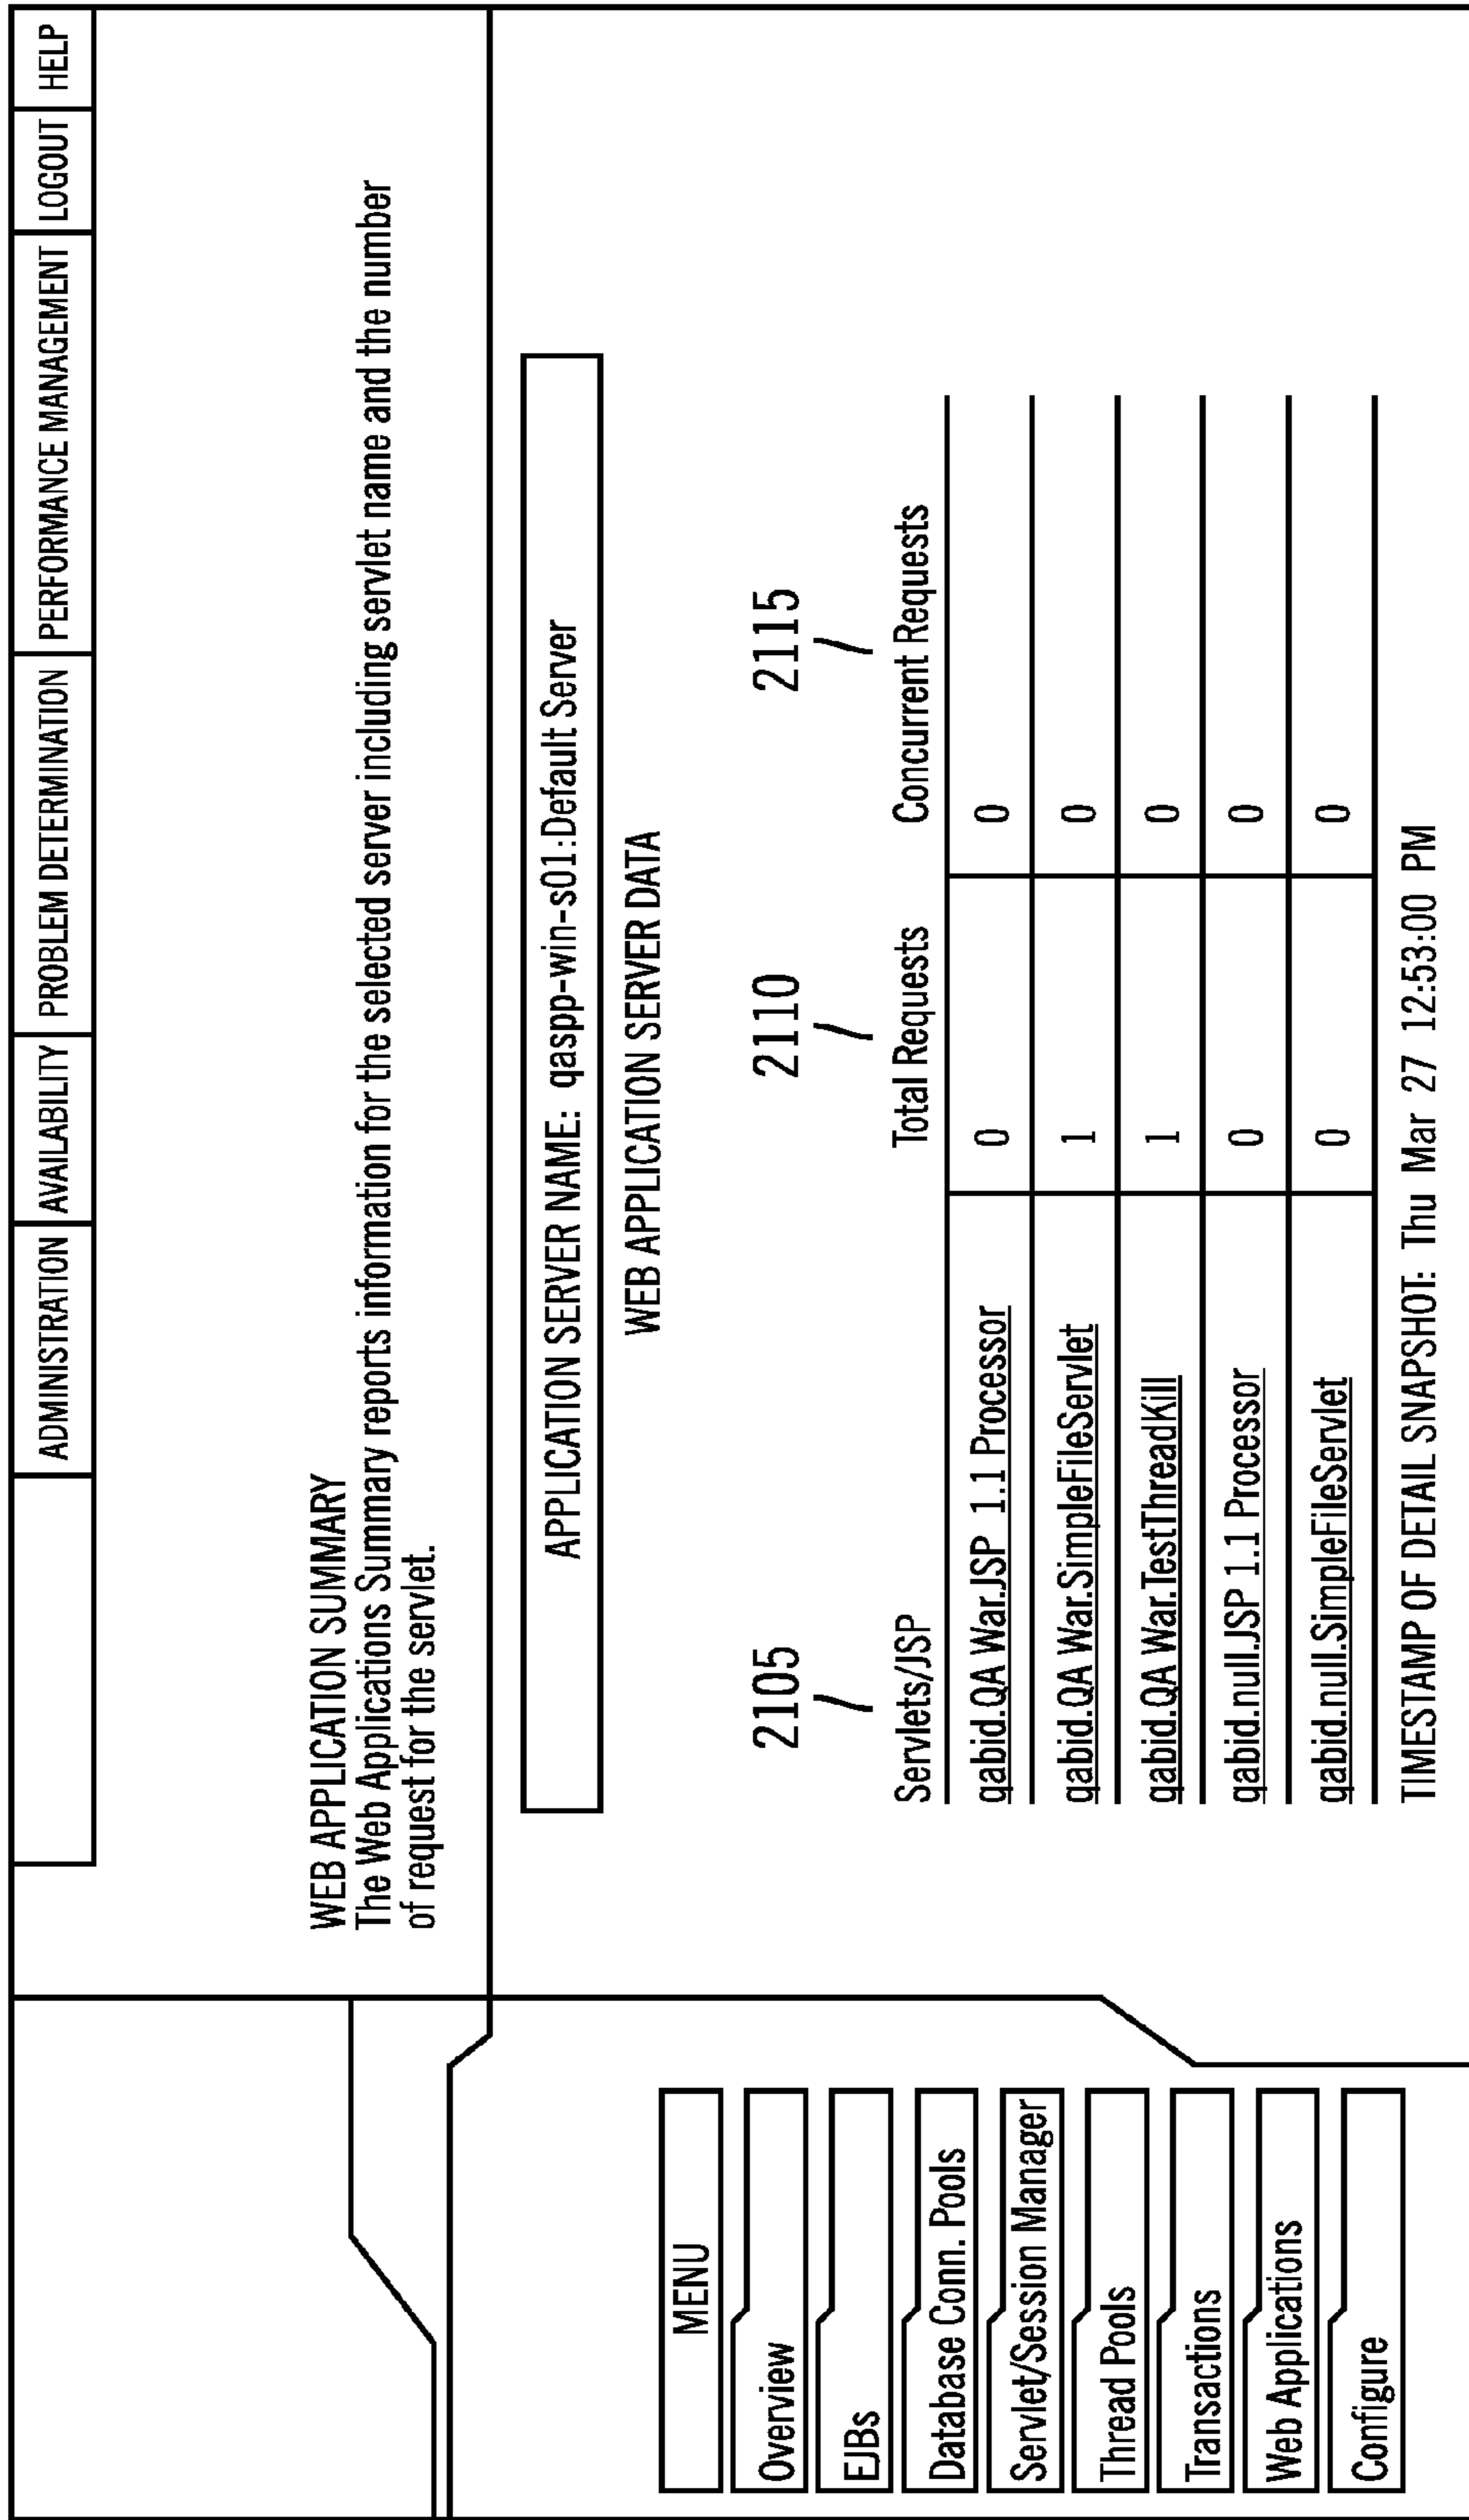 ADMINISTRATION AVAILABILITY PROBLEM DETERMINATION PERFORMANCE MANAGEMENT LOGOUT HELP
WEB APPLICATION SUMMARY
The Web Applications Summary reports information for the selected server including servlet name and the number
of request for the servlet.
MENU
Overview
EJBs
Database Conn. Pools
Servlet/Session Manager
Thread Pools
Transactions
Web Applications
Configure
APPLICATION SERVER NAME: qaspp-win-s01:Default Server
WEB APPLICATION SERVER DATA
2105 2110 2115
Servlets/JSP Total Requests Concurrent Requests
qabid.QA War.JSP 1.1 Processor 0 0
qabid.QA War.SimpleFileServlet 1 0
qabid.QA War.TestThreadKill 1 0
qabid.null.JSP 1.1 Processor 0 0
qabid.null.SimpleFileServlet 0 0
TIMESTAMP OF DETAIL SNAPSHOT: Thu Mar 27 12:53:00 PM